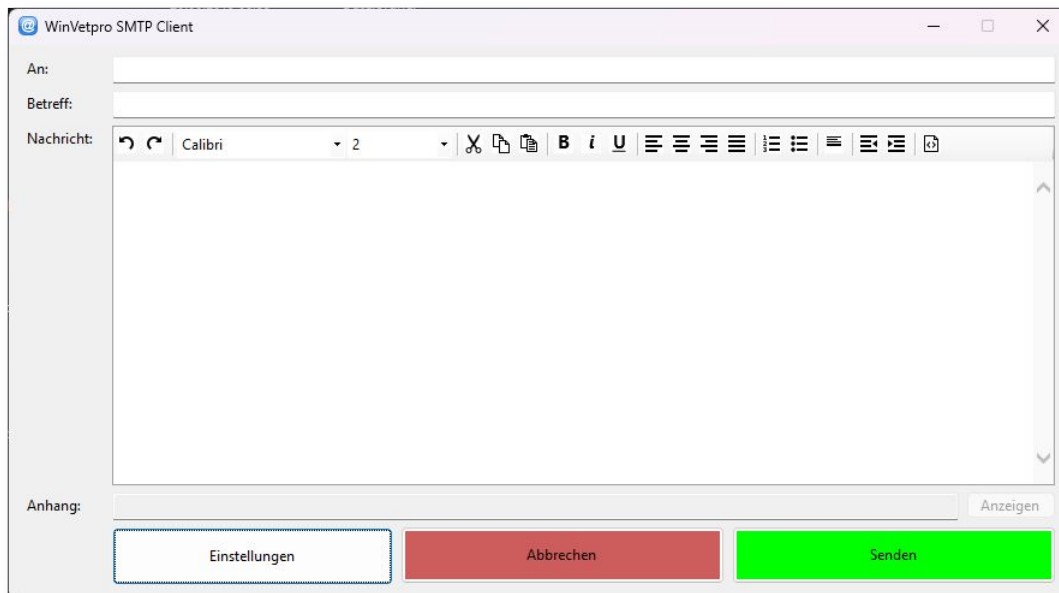 WinVetpro SMTP Client
An:
Betreff:
Nachricht:
Calibri 2 B i U
Anhang: Anzeigen
Einstellungen Abbrechen Senden